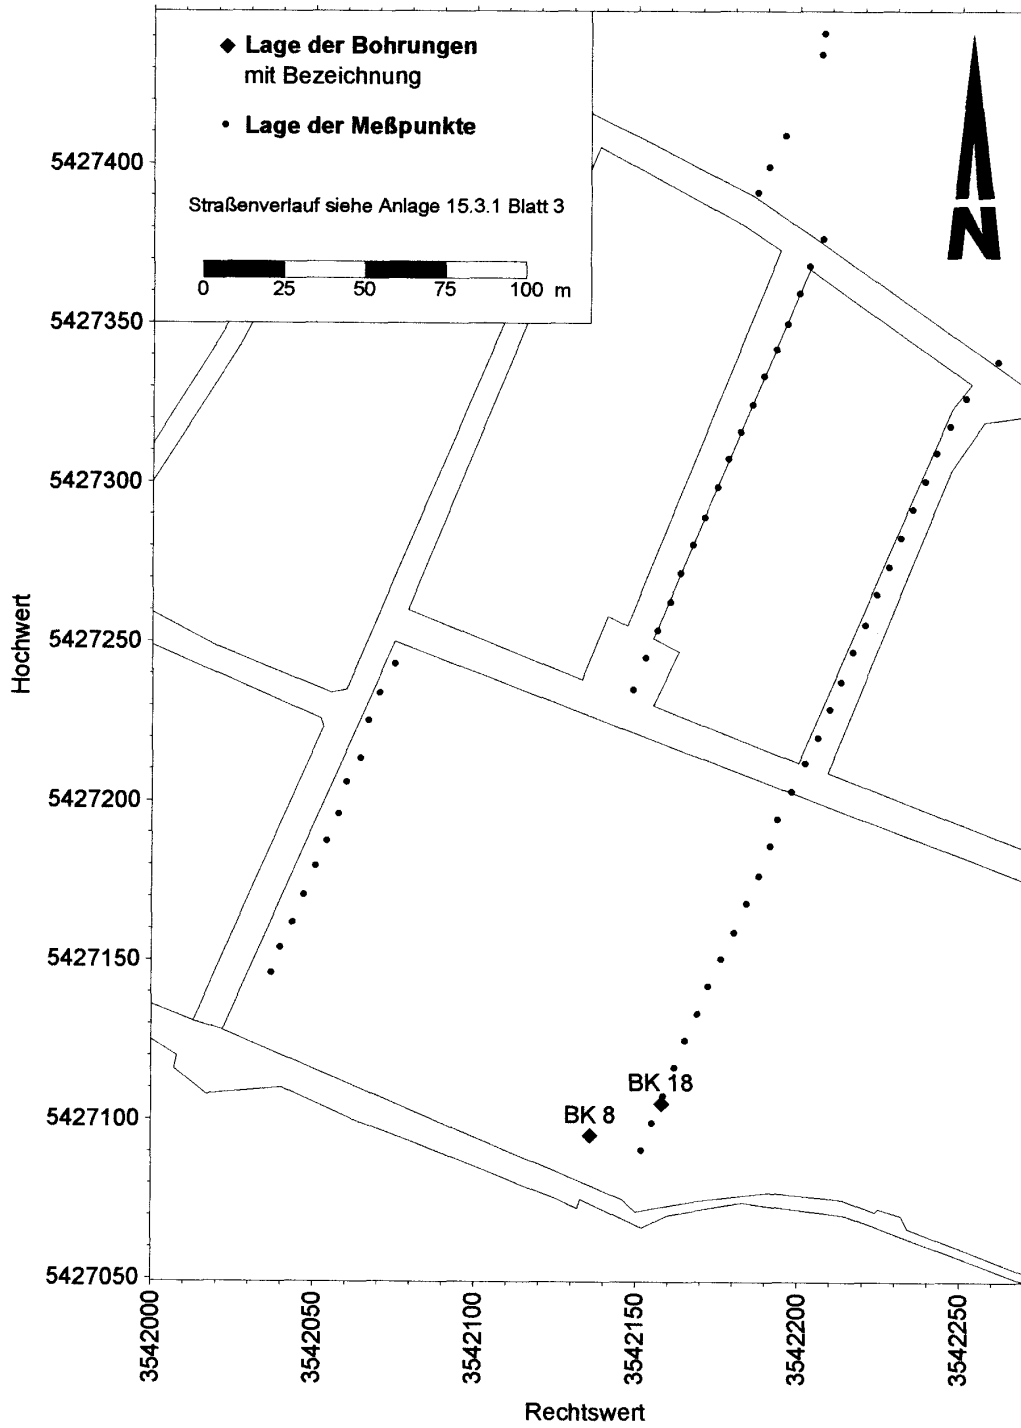 Lage der Bohrungen
mit Bezeichnung
Lage der Meßpunkte
Straßenverlauf siehe Anlage 15.3.1 Blatt 3
0 25 50 75 100 m
N
5427400
5427350
5427300
5427250
5427200
5427150
5427100
5427050
Hochwert
BK 18
BK 8
3542000 3542050 3542100 3542150 3542200 3542250
Rechtswert